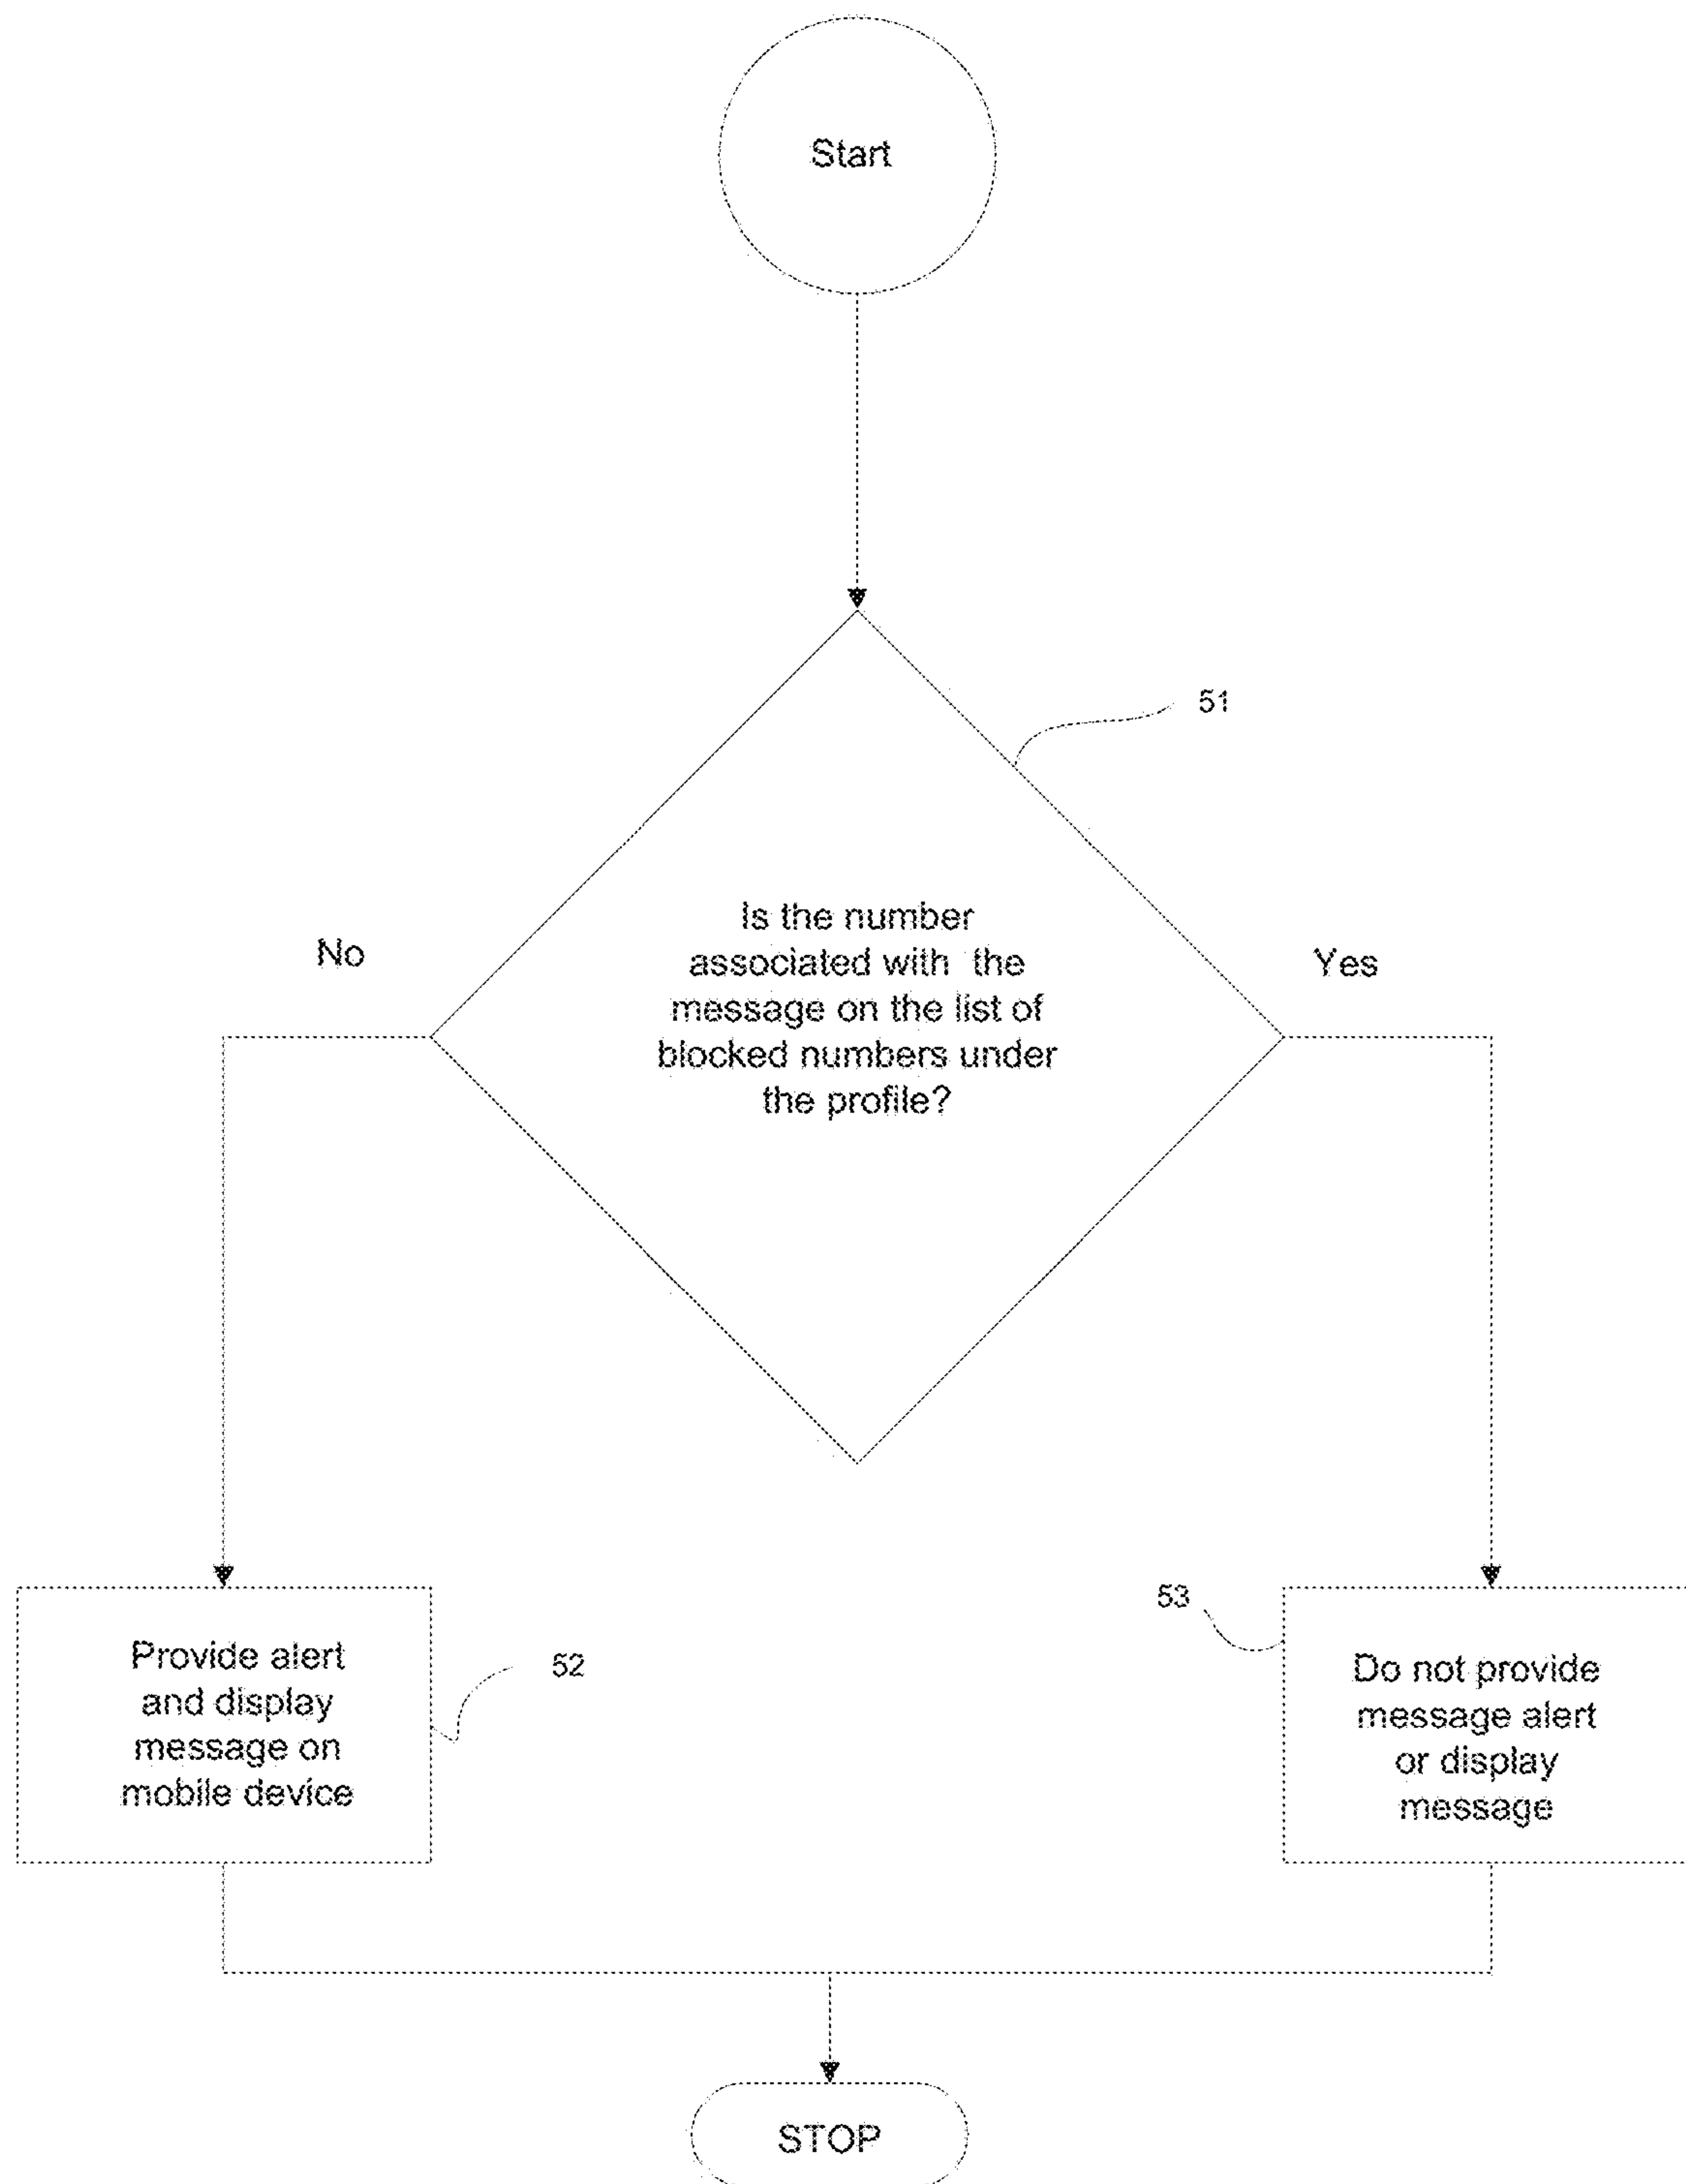 Start
51
Is the number
associated with the
message on the list of
blocked numbers under
the profile?
No
Yes
Provide alert
and display
message on
mobile device
52
53
Do not provide
message alert
or display
message
STOP